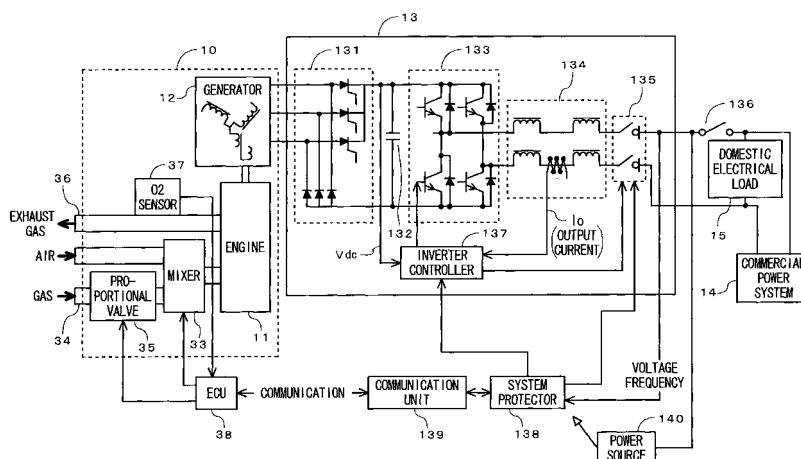 13
10
131
133
134
135
136
GENERATOR
12
37
O2
SENSOR
36
EXHAUST
GAS
AIR
GAS
34
PRO-
PORTIONAL
VALVE
35
MIXER
33
ENGINE
11
132
Vdc
Io
(OUTPUT
CURRENT)
137
INVERTER
CONTROLLER
DOMESTIC
ELECTRICAL
LOAD
15
COMMERCIAL
POWER
SYSTEM
14
VOLTAGE
FREQUENCY
ECU
38
COMMUNICATION
COMMUNICATION
UNIT
139
SYSTEM
PROTECTOR
138
140
POWER
SOURCE